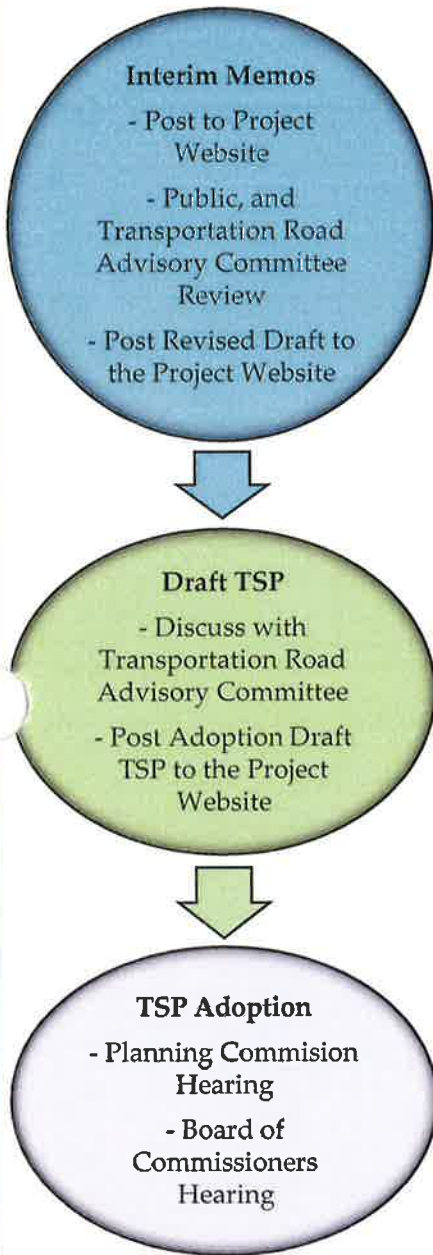 Interim Memos
- Post to Project
Website
- Public, and
Transportation Road
Advisory Committee
Review
- Post Revised Draft to
the Project Website
Draft TSP
- Discuss with
Transportation Road
Advisory Committee
- Post Adoption Draft
TSP to the Project
Website
TSP Adoption
- Planning Commision
Hearing
- Board of
Commissioners
Hearing